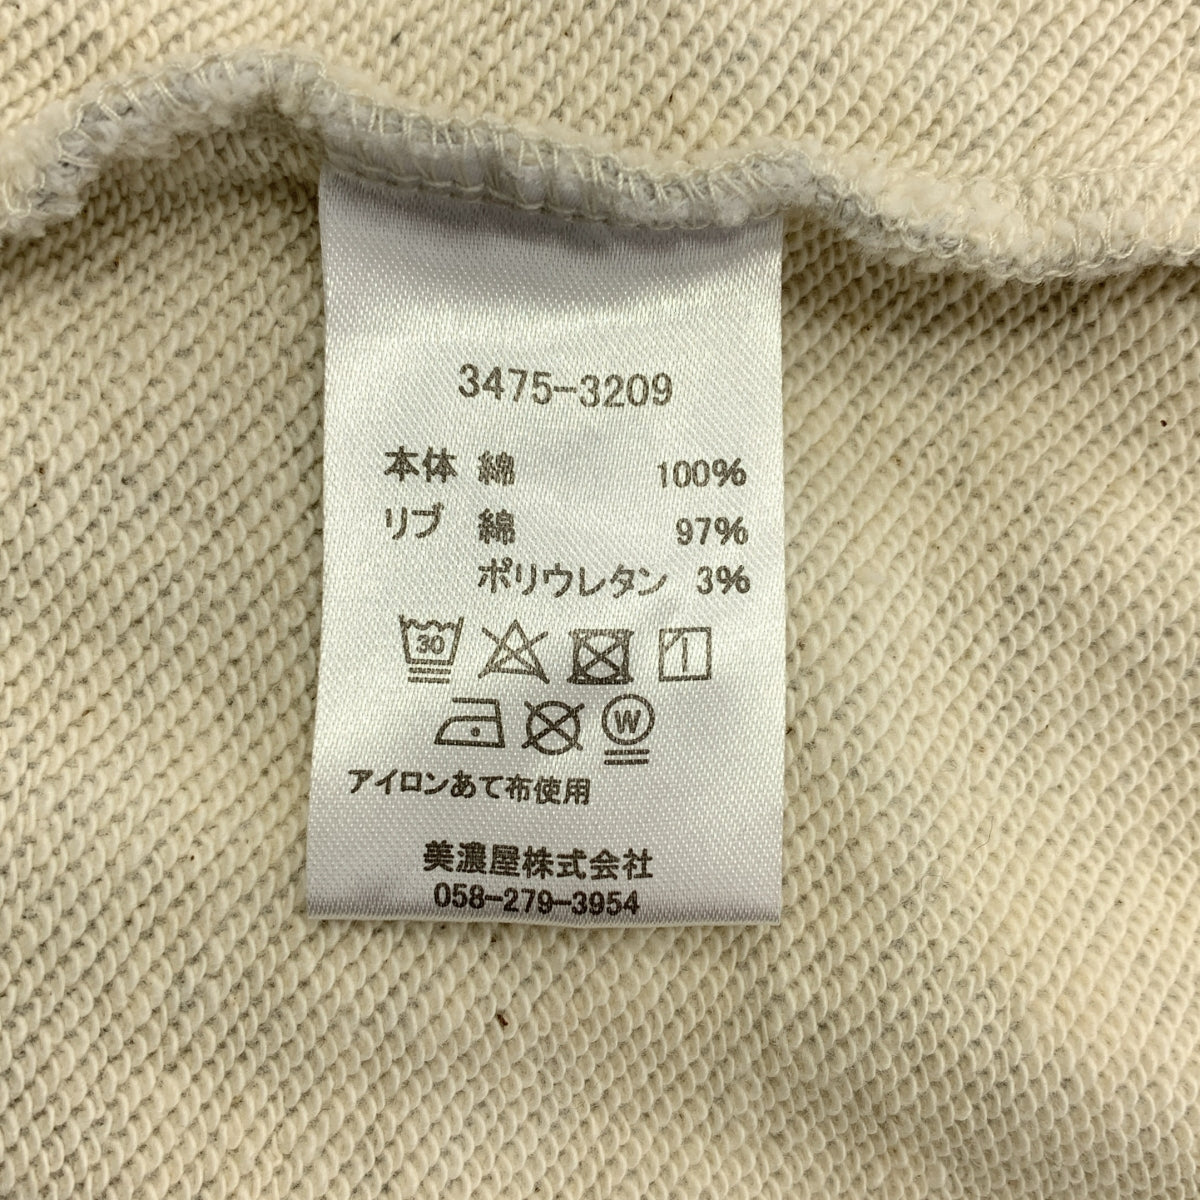 3475-3209
本体 綿 100%
リブ 綿 97%
ポリウレタン 3%
30
W
アイロンあて布使用
美濃屋株式会社
058-279-3954